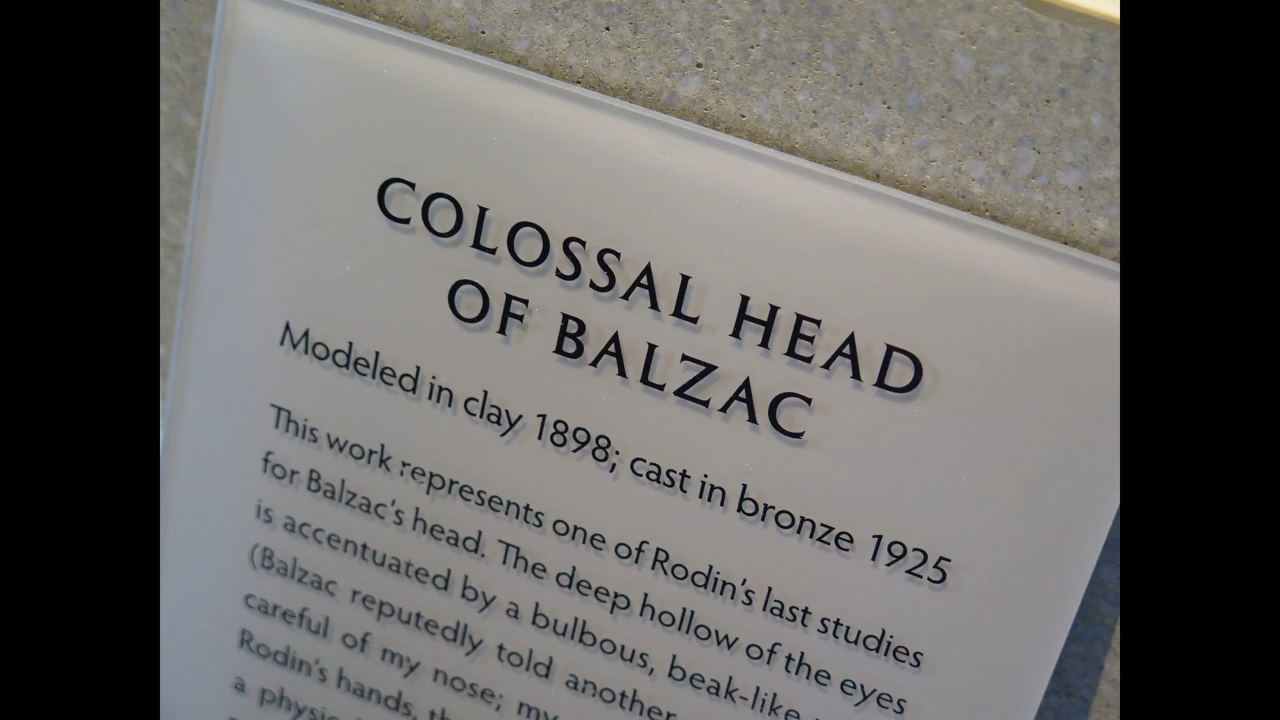 COLOSSAL HEAD
OF BALZAC
Modeled in clay 1898; cast in bronze 1925
This work represents one of Rodin's last studies
for Balzac's head. The deep hollow of the eyes
is accentuated by a bulbous, beak-like
(Balzac reputedly told another
careful of my nose; my
Rodin's hands,
a